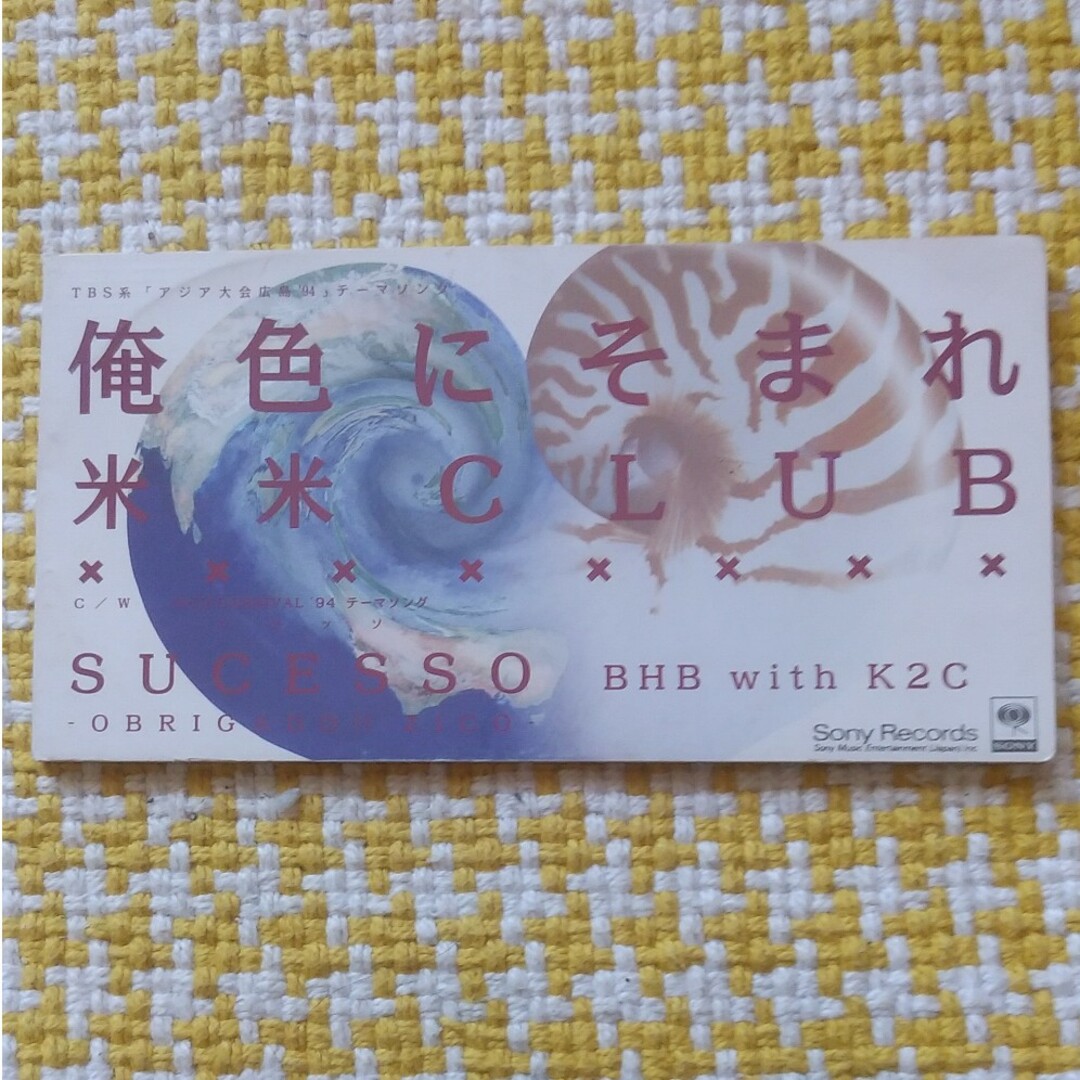 TBS系「アジア大会広島'94」テーマソング
俺色にそまれ
米米CLUB
××××××××
C/W '94 テーマソング
SUCESSO BHB with K2C
Sony Records
Sony Music Entertainment (Japan) Inc.
SONY